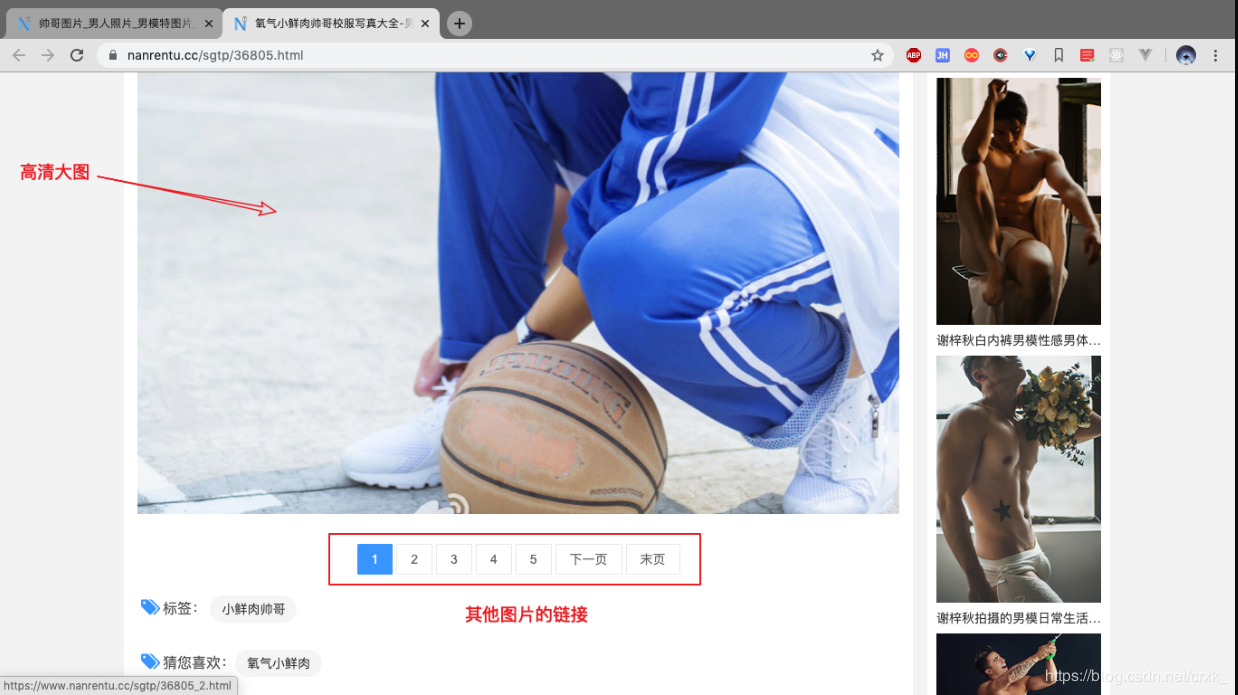 帅哥图片_男人照片_男模特图片_
氧气小鲜肉帅哥校服写真大全-男
nanrentu.cc/sgtp/36805.html
ABP
JH
高清大图
谢梓秋白内裤男模性感男体...
SPALDING
INDOOR/OUTDOOR
1 2 3 4 5 下一页 末页
标签： 小鲜肉帅哥
其他图片的链接
谢梓秋拍摄的男模日常生活...
猜您喜欢： 氧气小鲜肉
https://www.nanrentu.cc/sgtp/36805_2.html
https://blog.csdn.net/crxk_